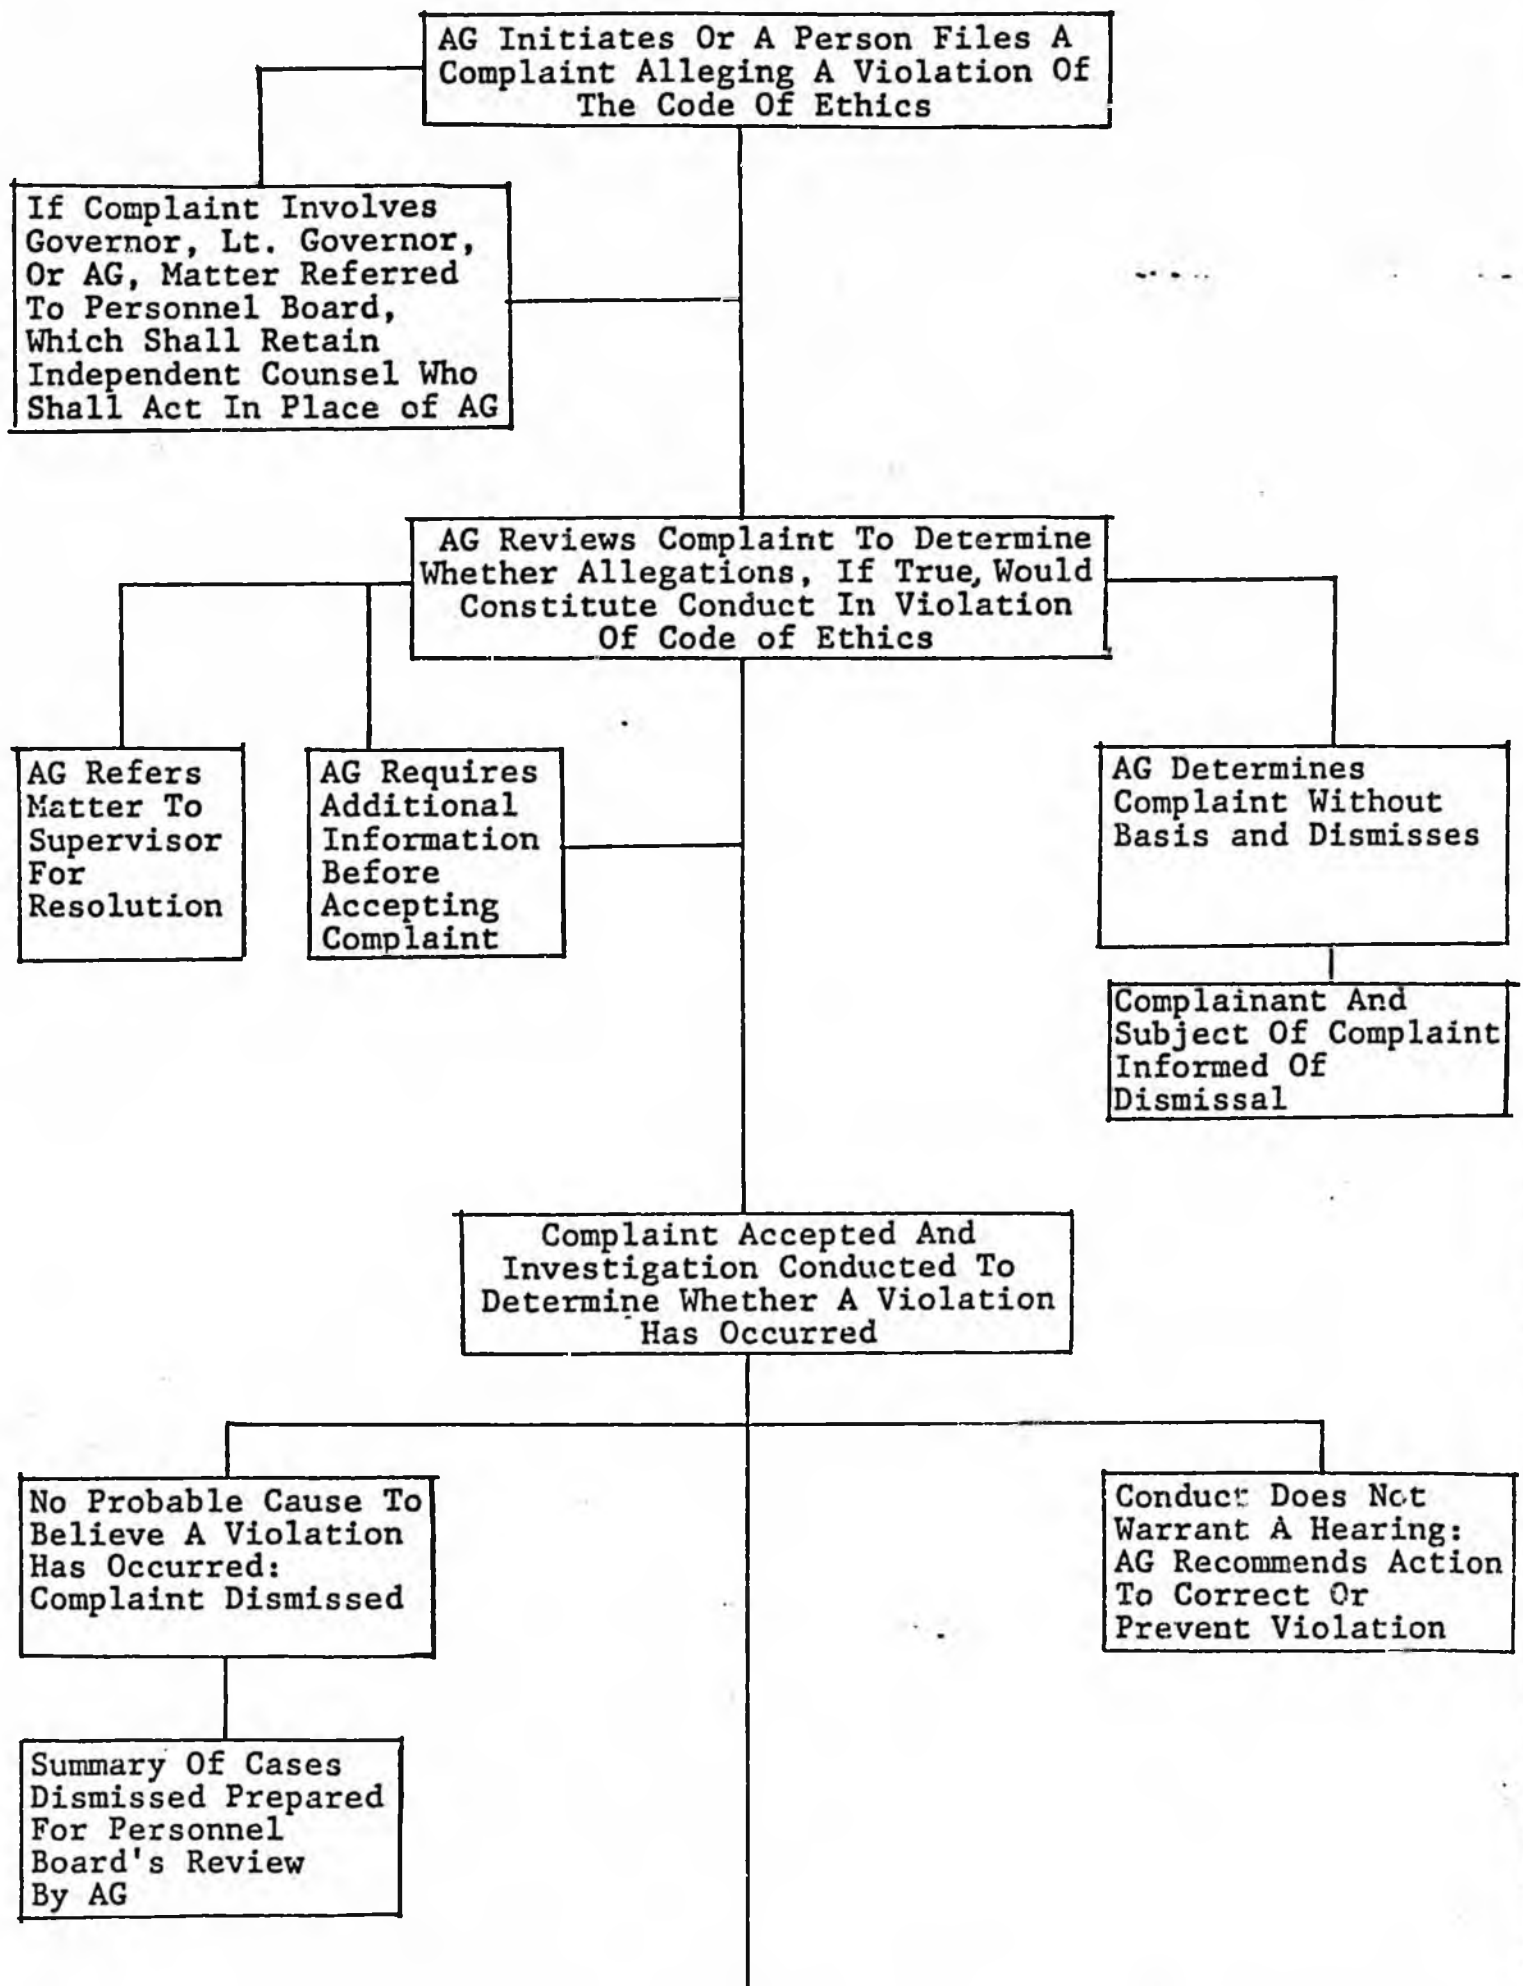 AG Initiates Or A Person Files A
Complaint Alleging A Violation Of
The Code Of Ethics
If Complaint Involves
Governor, Lt. Governor,
Or AG, Matter Referred
To Personnel Board,
Which Shall Retain
Independent Counsel Who
Shall Act In Place of AG
AG Reviews Complaint To Determine
Whether Allegations, If True, Would
Constitute Conduct In Violation
Of Code of Ethics
AG Refers
Matter To
Supervisor
For
Resolution
AG Requires
Additional
Information
Before
Accepting
Complaint
AG Determines
Complaint Without
Basis and Dismisses
Complainant And
Subject Of Complaint
Informed Of
Dismissal
Complaint Accepted And
Investigation Conducted To
Determine Whether A Violation
Has Occurred
No Probable Cause To
Believe A Violation
Has Occurred:
Complaint Dismissed
Conduct Does Not
Warrant A Hearing:
AG Recommends Action
To Correct Or
Prevent Violation
Summary Of Cases
Dismissed Prepared
For Personnel
Board's Review
By AG